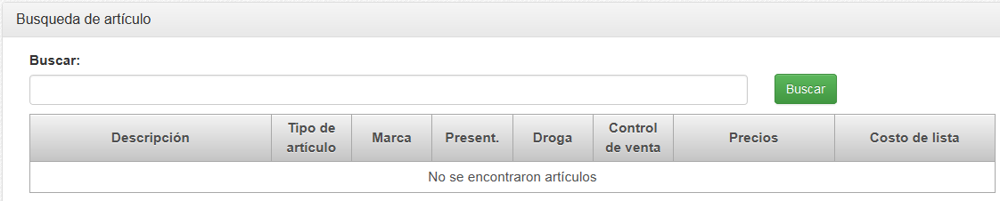 Busqueda de artículo
Buscar:
Buscar
Descripción Tipo de artículo Marca Present. Droga Control de venta Precios Costo de lista
No se encontraron artículos